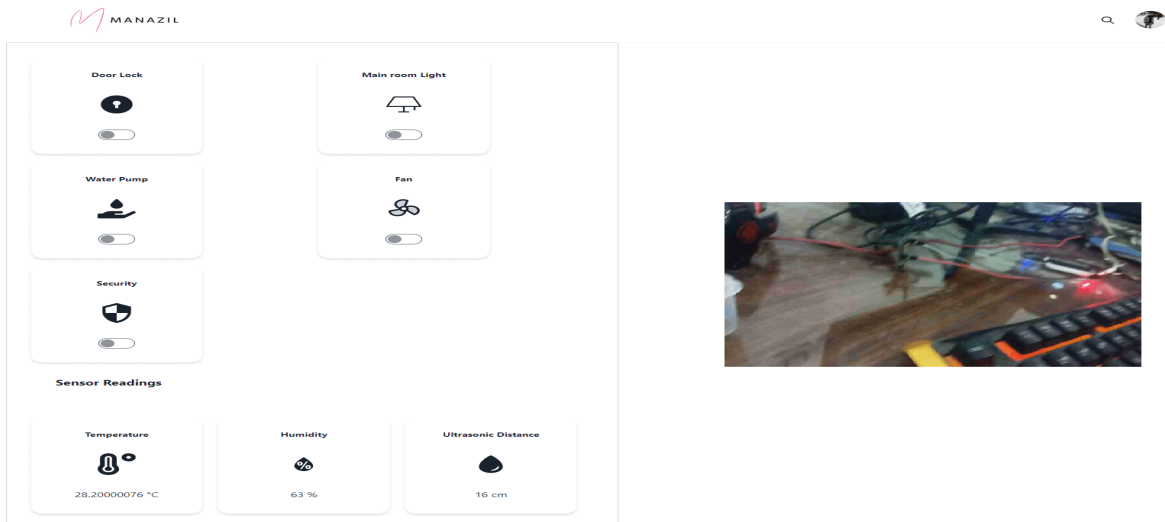 MANAZIL
Door Lock
Main room Light
Water Pump
Fan
Security
Sensor Readings
Temperature
Humidity
Ultrasonic Distance
28.20000076 °C
63 %
16 cm